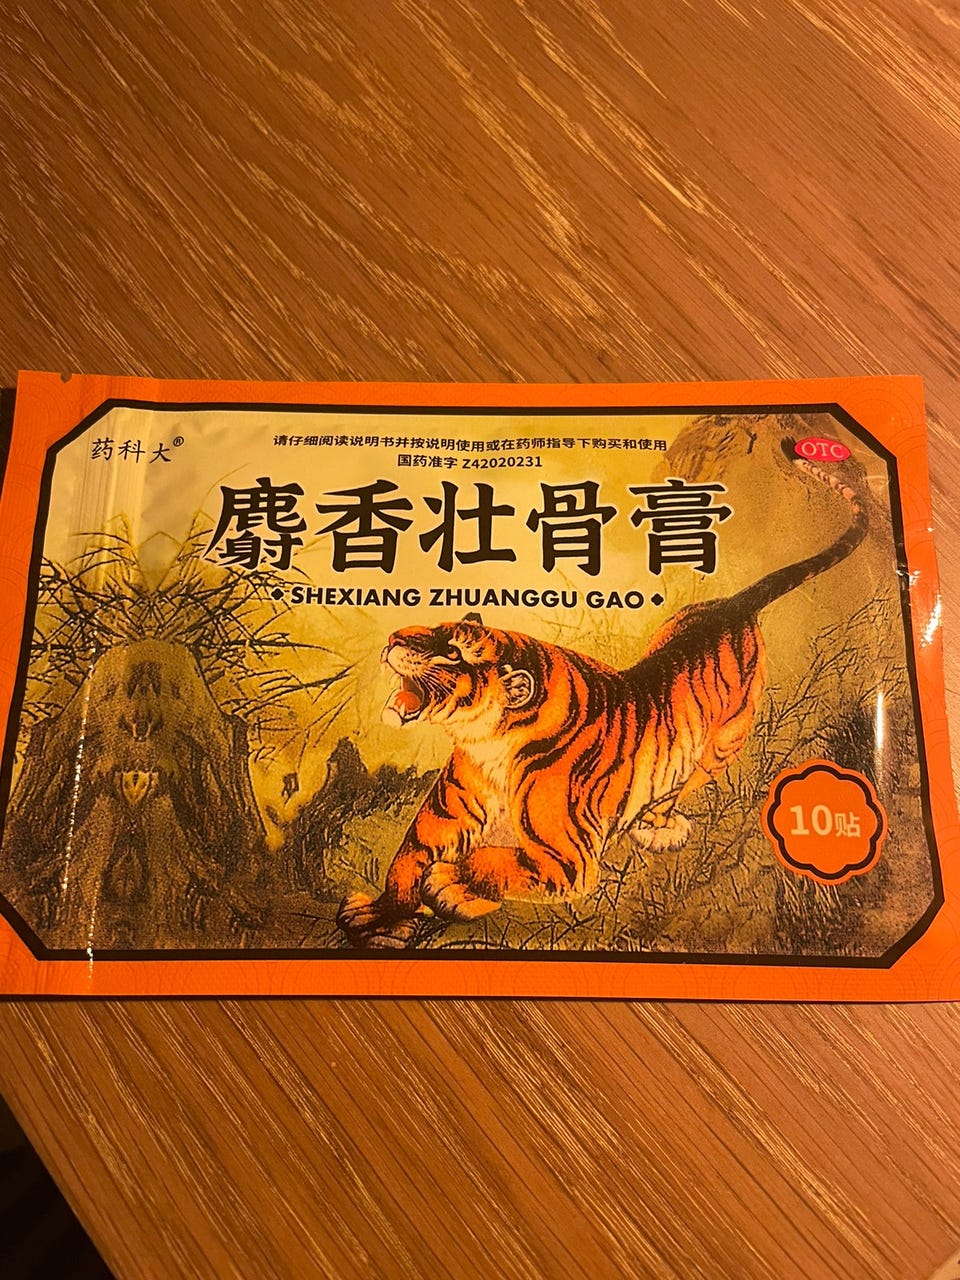 药科大®
请仔细阅读说明书并按说明使用或在药师指导下购买和使用
国药准字 Z42020231
OTC
麝香壮骨膏
SHEXIANG ZHUANGGU GAO
10贴